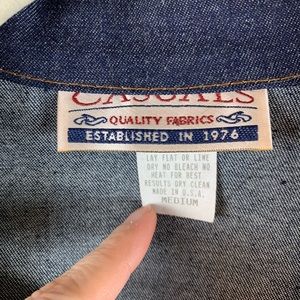 CASUALS
QUALITY FABRICS
ESTABLISHED IN 1976
LAY FLAT OR LINE
DRY NO BLEACH NO
HEAT FOR BEST
RESULTS DRY CLEAN
MADE IN U.S.A.
MEDIUM